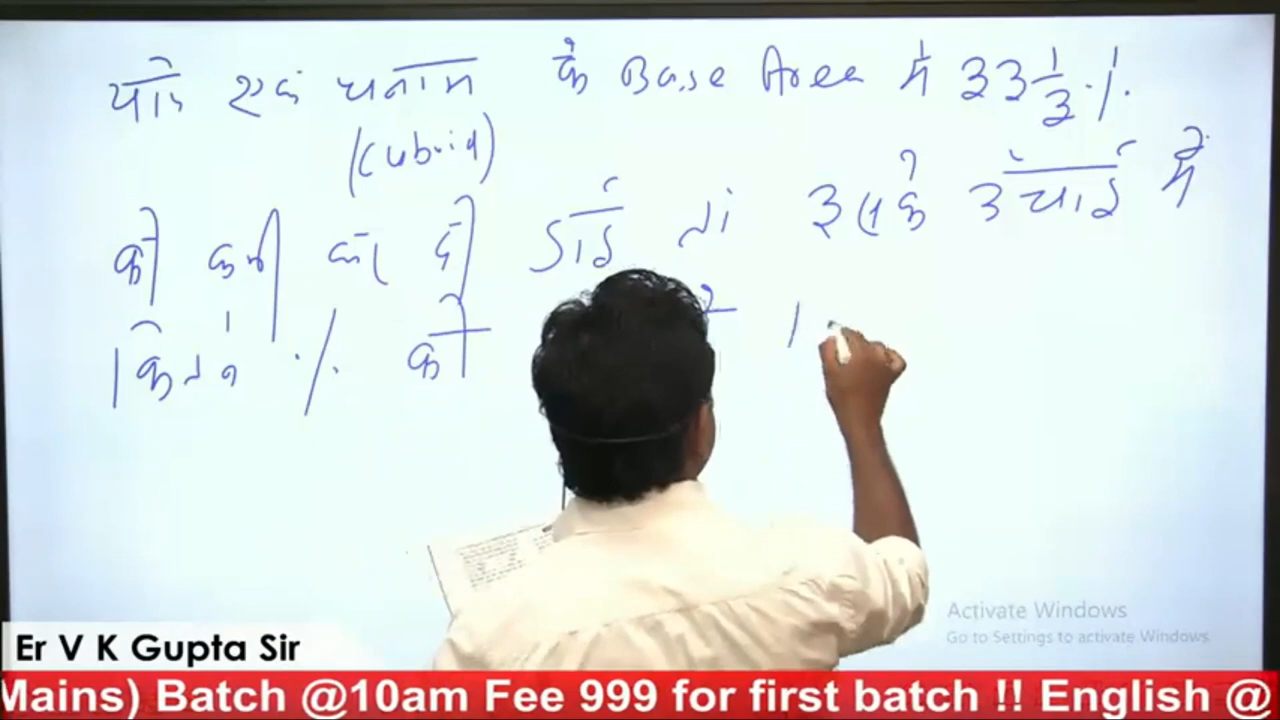 यदि एक घनाभ के Base Area में 33 1/3 %
(Cuboid)
की कमी कर दी जाए तो उसके ऊंचाई में
कितने % की
Activate Windows
Go to Settings to activate Windows.
Er V K Gupta Sir
Mains) Batch @10am Fee 999 for first batch !! English @